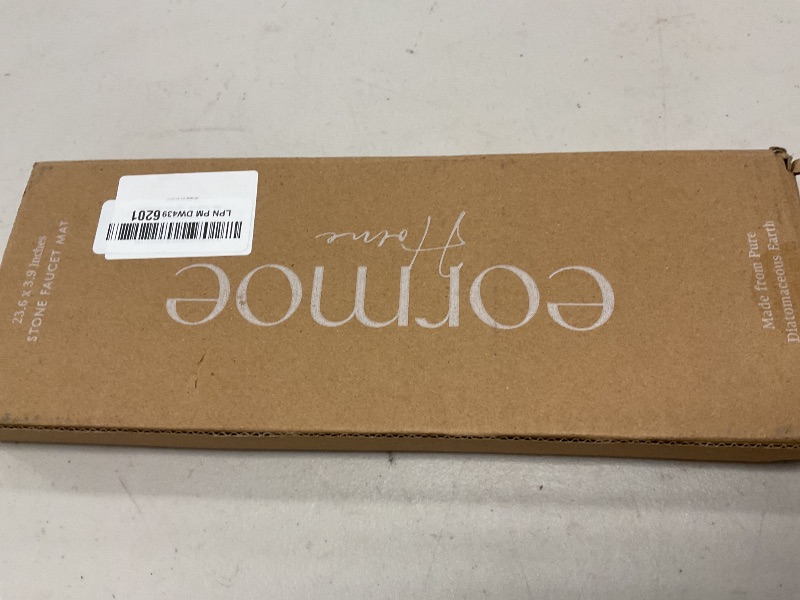 eormoe
Home
23.6 x 3.9 Inches
STONE FAUCET MAT
Made from Pure
Diatomaceous Earth
LPN PM DW439 6201